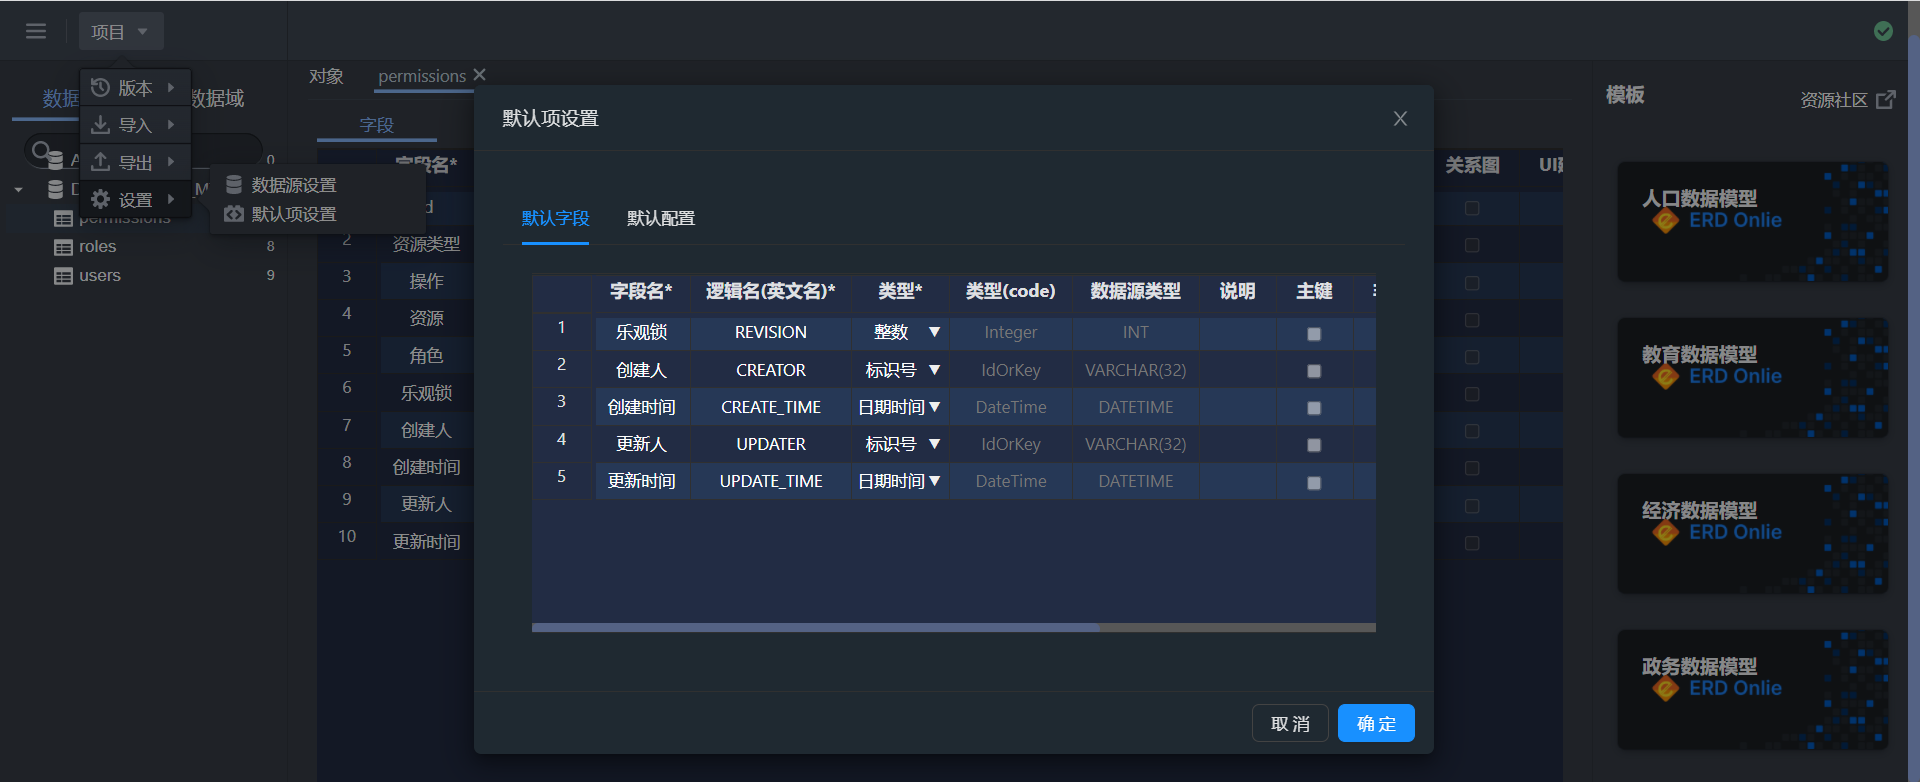 项目
版本
导入
导出
设置
数据源设置
默认项设置
数据
数据域
A
0
D
M
permissions
roles 8
users 9
对象 permissions
字段
字段名*
关系图
d
2 资源类型
3 操作
4 资源
5 角色
6 乐观锁
7 创建人
8 创建时间
9 更新人
10 更新时间
默认项设置
默认字段 默认配置
字段名* 逻辑名(英文名)* 类型* 类型(code) 数据源类型 说明 主键
1 乐观锁 REVISION 整数 Integer INT
2 创建人 CREATOR 标识号 IdOrKey VARCHAR(32)
3 创建时间 CREATE_TIME 日期时间 DateTime DATETIME
4 更新人 UPDATER 标识号 IdOrKey VARCHAR(32)
5 更新时间 UPDATE_TIME 日期时间 DateTime DATETIME
取 消 确 定
模板 资源社区
人口数据模型
ERD Onlie
教育数据模型
ERD Onlie
经济数据模型
ERD Onlie
政务数据模型
ERD Onlie